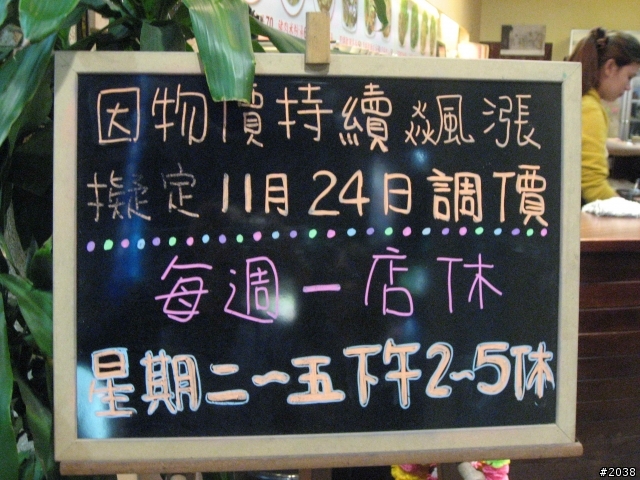 因物價持續飆漲
擬定11月24日調價
每週一店休
星期二~五下午2~5休
#2038